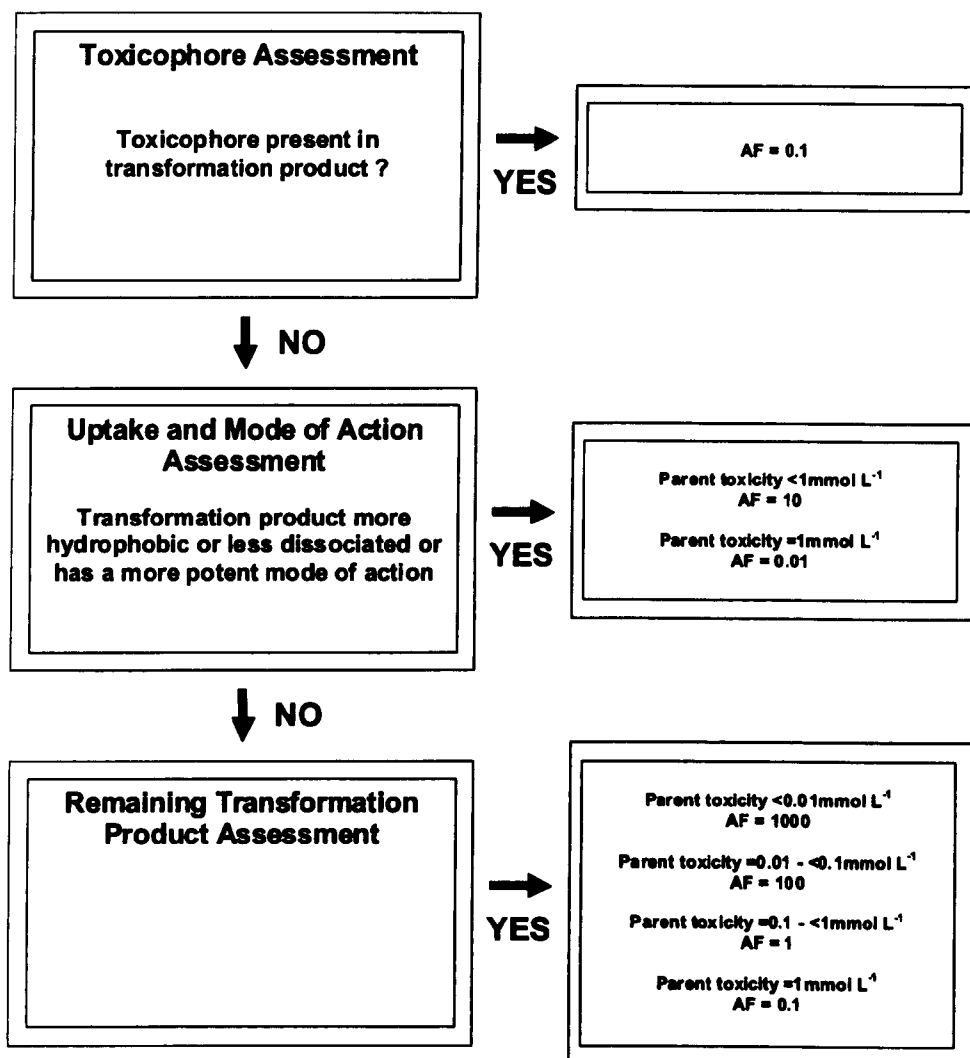 Toxicophore Assessment
Toxicophore present in
transformation product ?
YES
AF = 0.1
NO
Uptake and Mode of Action
Assessment
Transformation product more
hydrophobic or less dissociated or
has a more potent mode of action
YES
Parent toxicity <1mmol L⁻¹
AF = 10
Parent toxicity =1mmol L⁻¹
AF = 0.01
NO
Remaining Transformation
Product Assessment
YES
Parent toxicity <0.01mmol L⁻¹
AF = 1000
Parent toxicity =0.01 - <0.1mmol L⁻¹
AF = 100
Parent toxicity =0.1 - <1mmol L⁻¹
AF = 1
Parent toxicity =1mmol L⁻¹
AF = 0.1